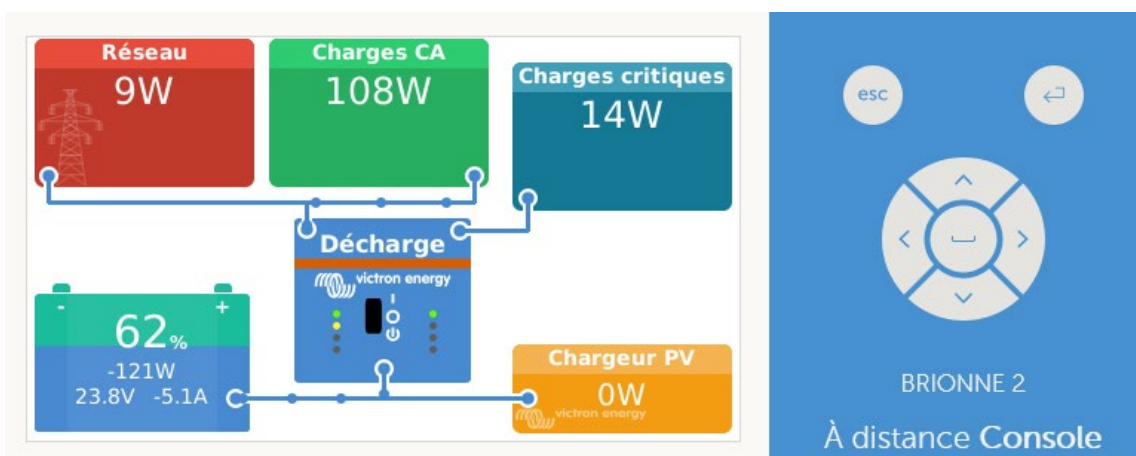 Réseau
9W
Charges CA
108W
Charges critiques
14W
Décharge
victron energy
I
- +
62%
-121W
23.8V -5.1A
Chargeur PV
0W
victron energy
esc
BRIONNE 2
À distance Console